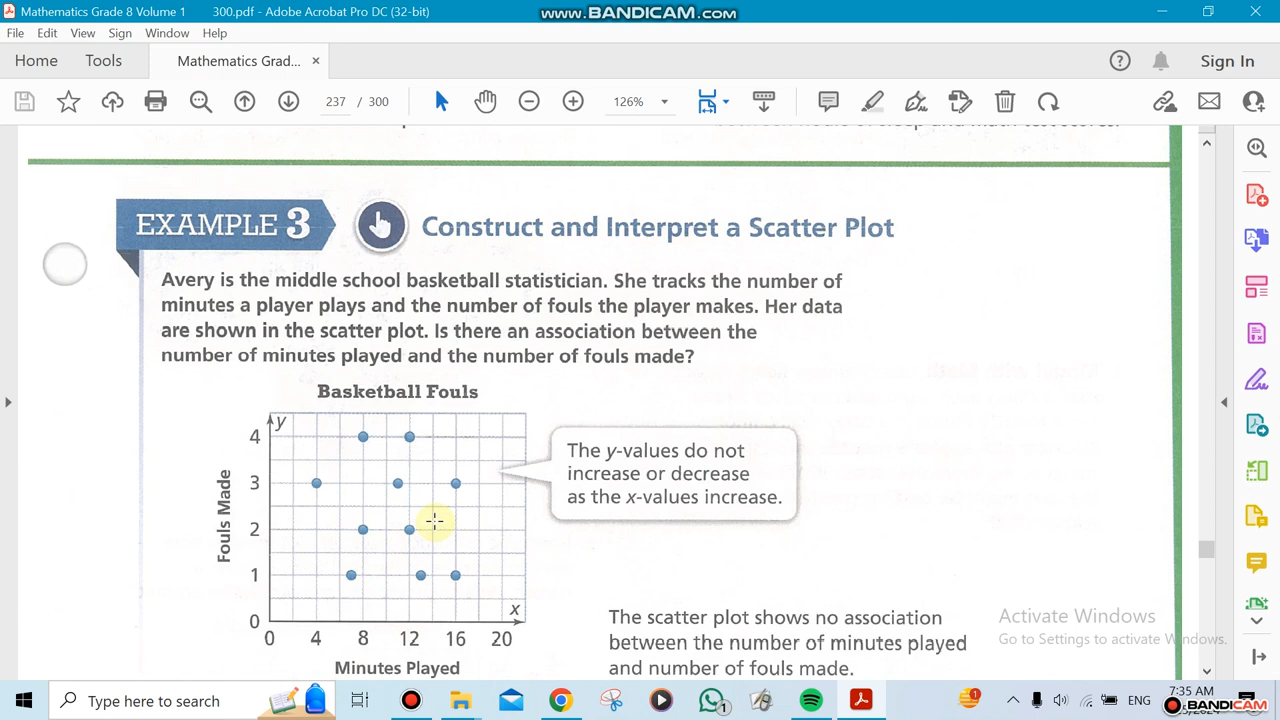 Mathematics Grade 8 Volume 1 300.pdf - Adobe Acrobat Pro DC (32-bit)
www.BANDICAM.com
File Edit View Sign Window Help
Home Tools Mathematics Grad... × Sign In
237 / 300 126%
EXAMPLE 3 Construct and Interpret a Scatter Plot
Avery is the middle school basketball statistician. She tracks the number of
minutes a player plays and the number of fouls the player makes. Her data
are shown in the scatter plot. Is there an association between the
number of minutes played and the number of fouls made?
Basketball Fouls
y
4
3
2
1
0
Fouls Made
x
0 4 8 12 16 20
Minutes Played
The y-values do not
increase or decrease
as the x-values increase.
The scatter plot shows no association
between the number of minutes played
and number of fouls made.
Activate Windows
Go to Settings to activate Windows.
Type here to search
1
1
ENG
7:35 AM
BANDICAM